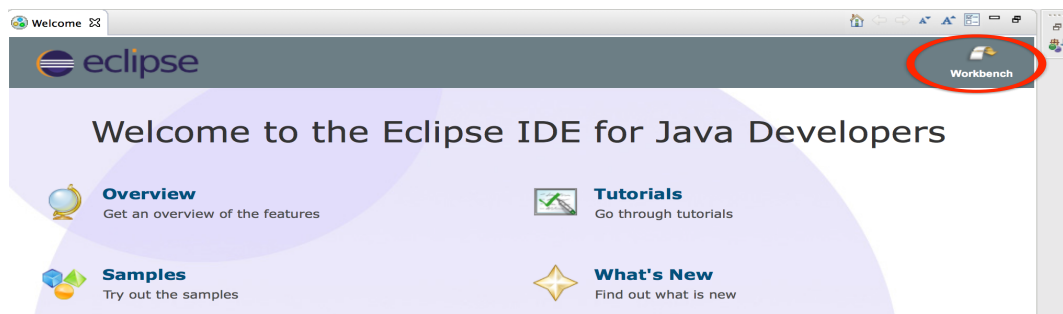 Welcome
eclipse
Workbench
Welcome to the Eclipse IDE for Java Developers
Overview
Get an overview of the features
Tutorials
Go through tutorials
Samples
Try out the samples
What's New
Find out what is new